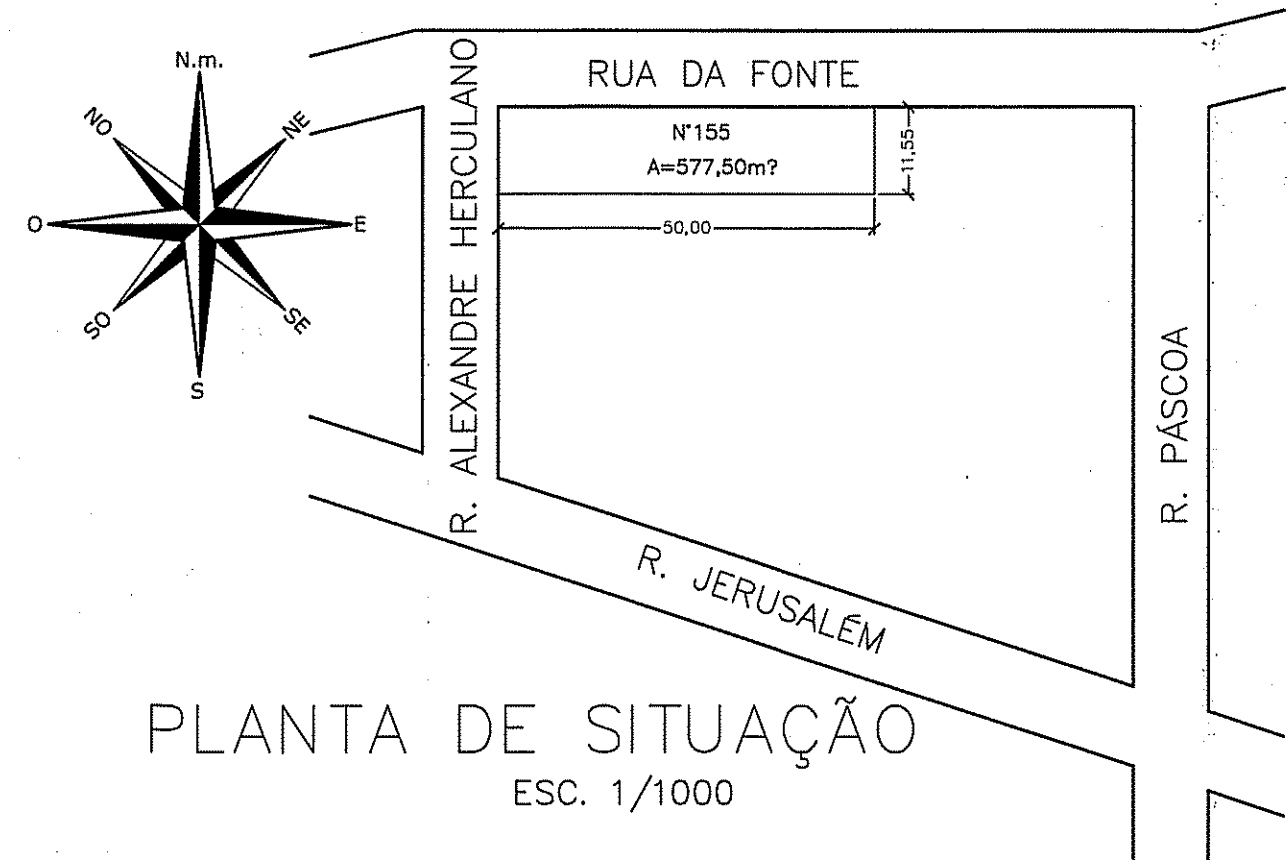 N.m.
NO
NE
O
E
SO
SE
S
RUA DA FONTE
R. ALEXANDRE HERCULANO
N°155
A=577,50m?
11,55
50,00
R. PÁSCOA
R. JERUSALÉM
PLANTA DE SITUAÇÃO
ESC. 1/1000